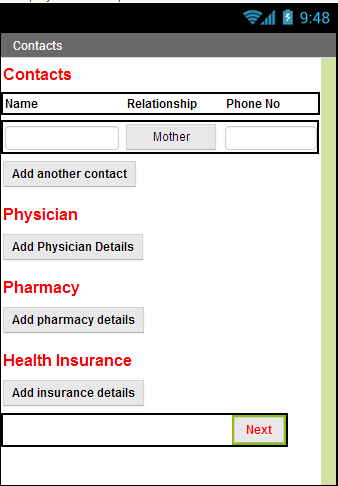 9:48
Contacts
Contacts
Name Relationship Phone No
Mother
Add another contact
Physician
Add Physician Details
Pharmacy
Add pharmacy details
Health Insurance
Add insurance details
Next